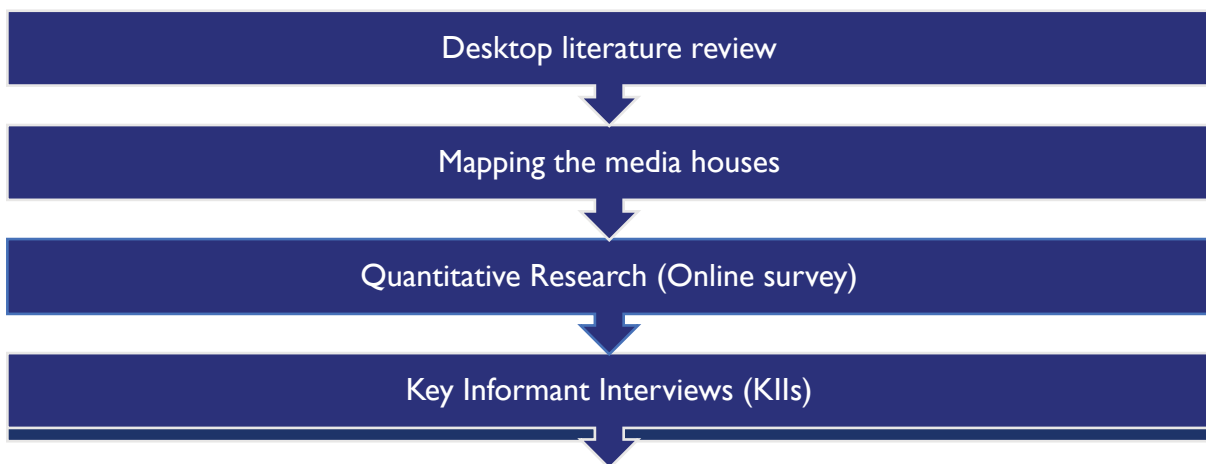 Desktop literature review
Mapping the media houses
Quantitative Research (Online survey)
Key Informant Interviews (KIIs)